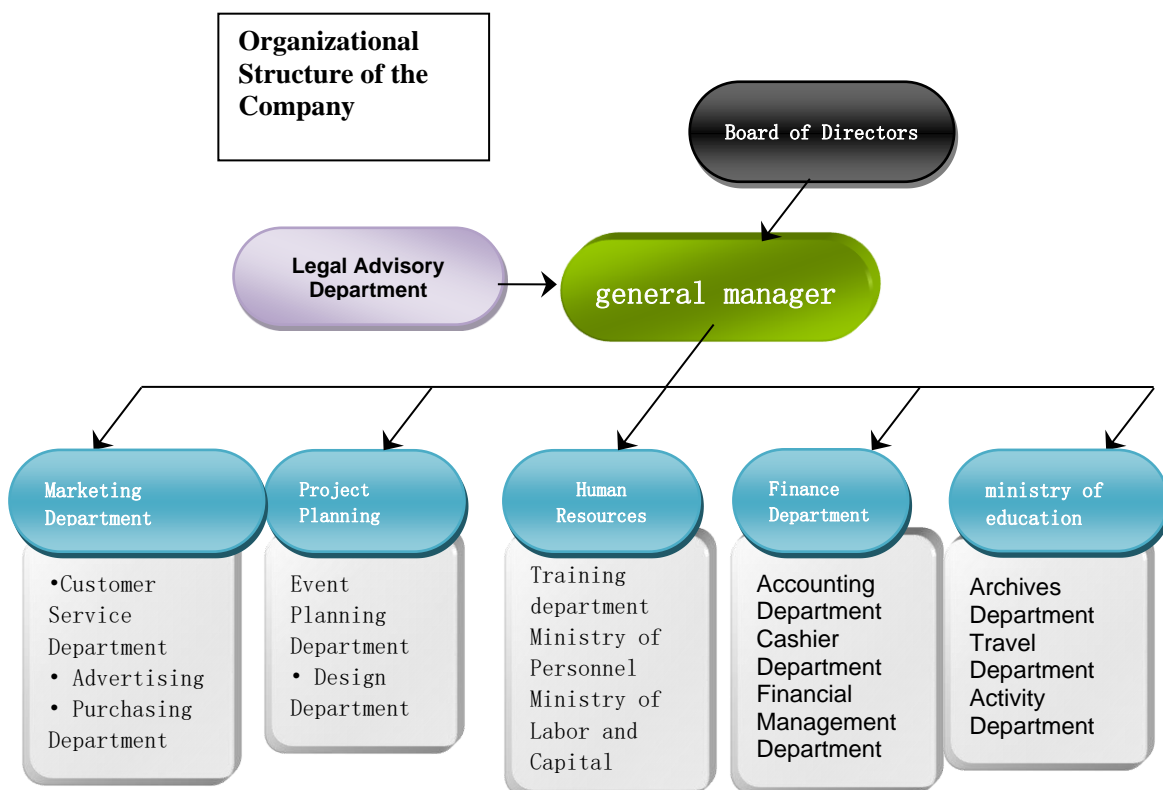 Organizational
Structure of the
Company
Board of Directors
Legal Advisory
Department
general manager
Marketing
Department
Project
Planning
Human
Resources
Finance
Department
ministry of
education
•Customer
Service
Department
• Advertising
• Purchasing
Department
Event
Planning
Department
• Design
Department
Training
department
Ministry of
Personnel
Ministry of
Labor and
Capital
Accounting
Department
Cashier
Department
Financial
Management
Department
Archives
Department
Travel
Department
Activity
Department